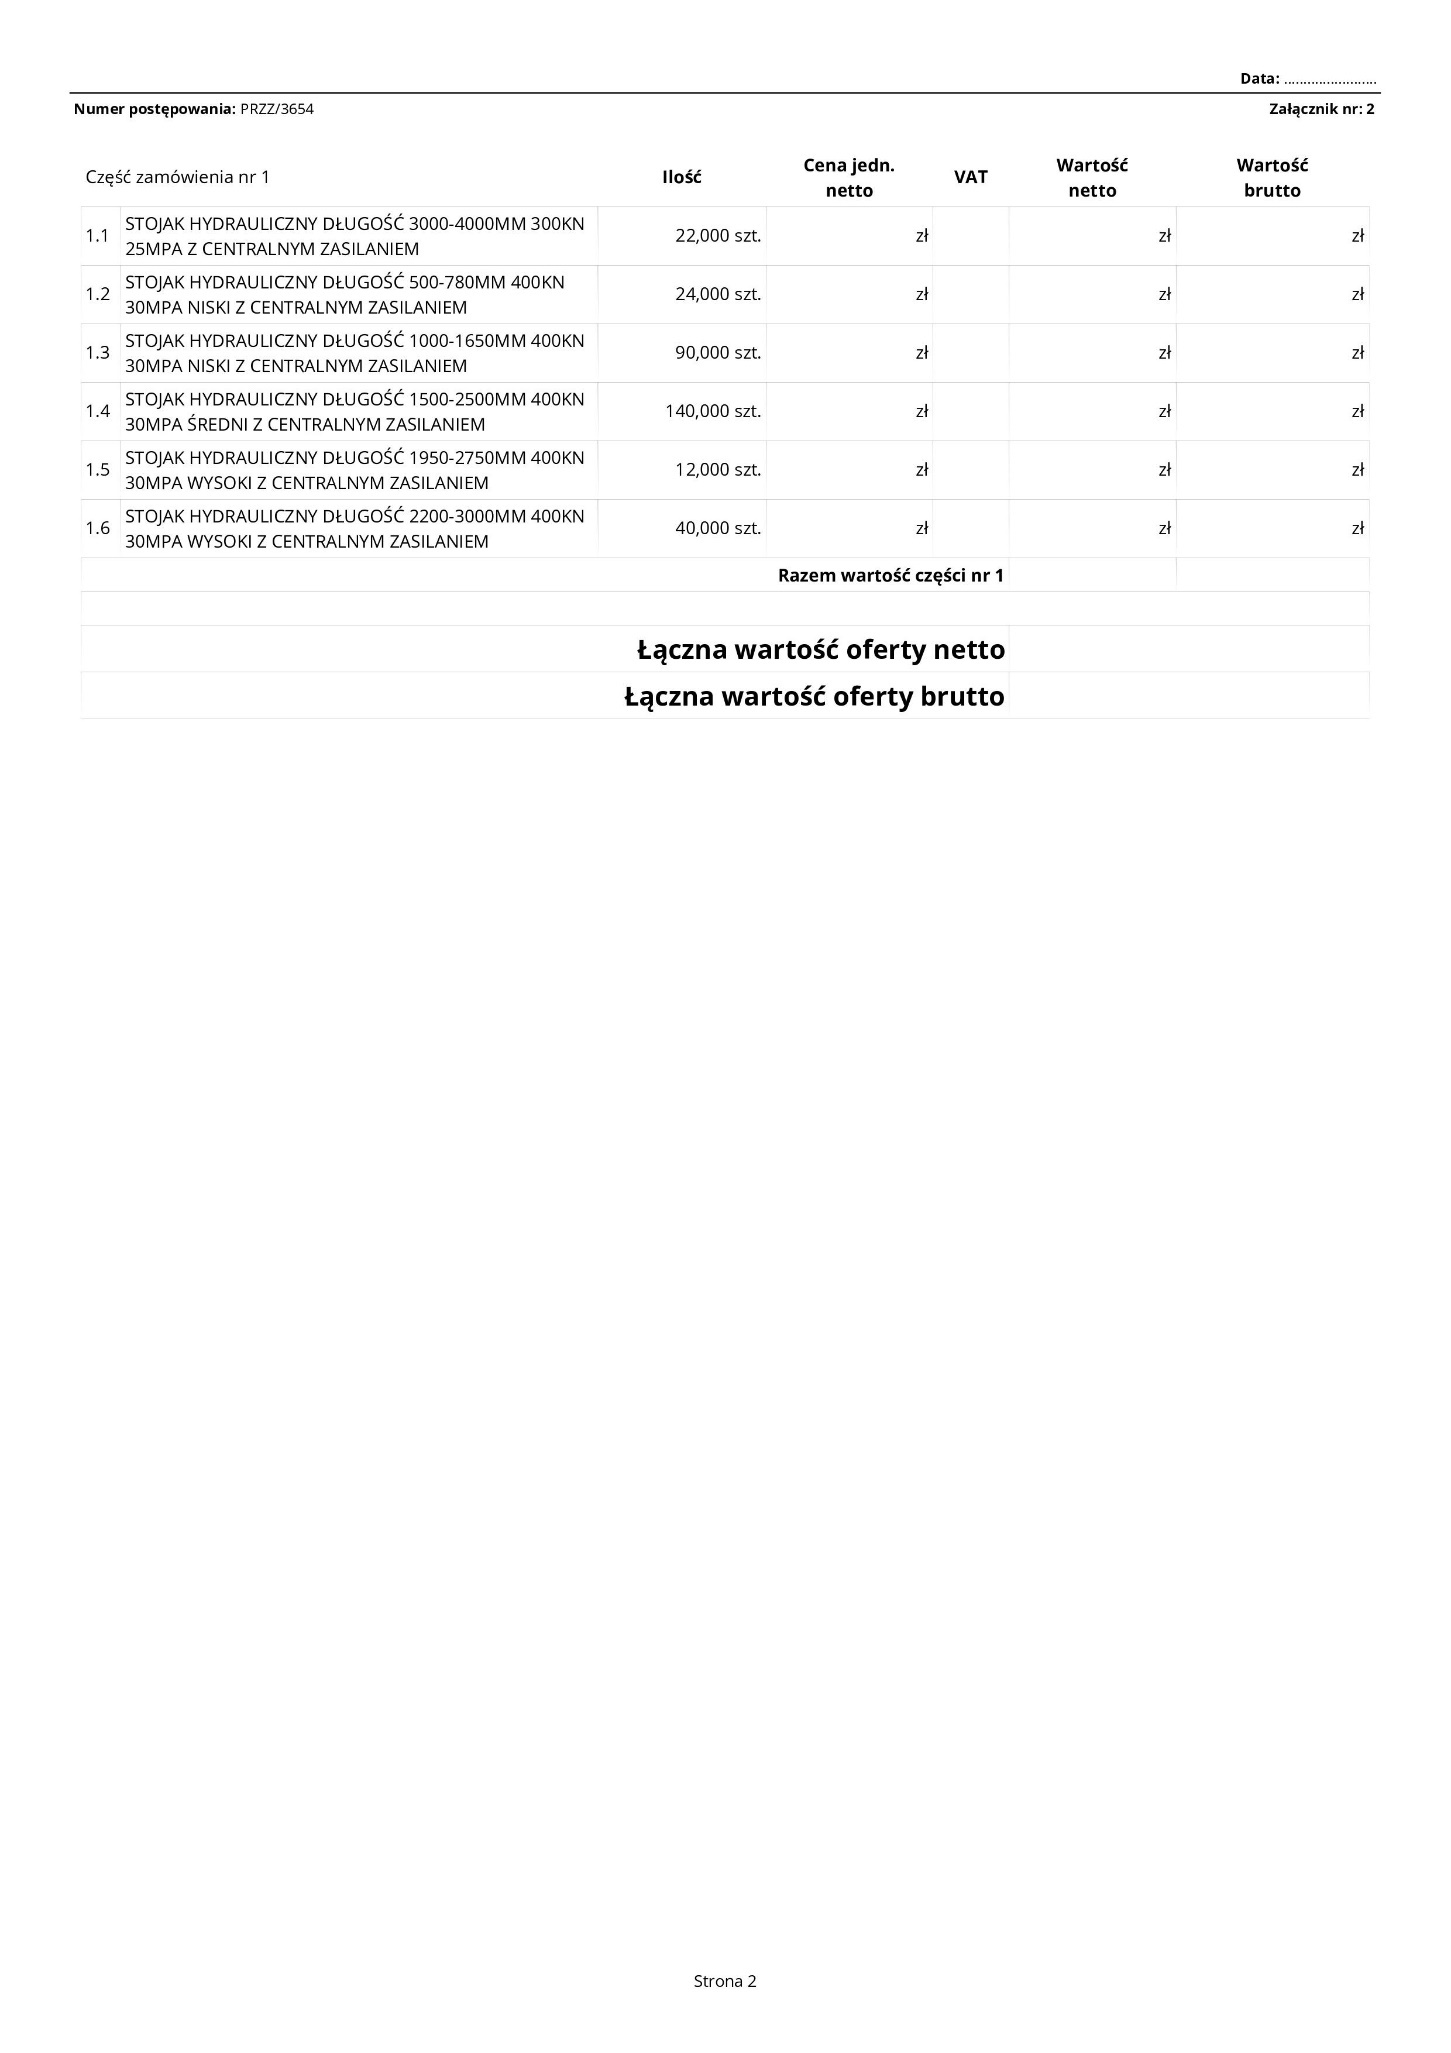 Data: ........................
Numer postępowania: PRZZ/3654 Załącznik nr: 2
Część zamówienia nr 1 Ilość Cena jedn. netto VAT Wartość netto Wartość brutto
1.1 STOJAK HYDRAULICZNY DŁUGOŚĆ 3000-4000MM 300KN
25MPA Z CENTRALNYM ZASILANIEM 22,000 szt. zł zł zł
1.2 STOJAK HYDRAULICZNY DŁUGOŚĆ 500-780MM 400KN
30MPA NISKI Z CENTRALNYM ZASILANIEM 24,000 szt. zł zł zł
1.3 STOJAK HYDRAULICZNY DŁUGOŚĆ 1000-1650MM 400KN
30MPA NISKI Z CENTRALNYM ZASILANIEM 90,000 szt. zł zł zł
1.4 STOJAK HYDRAULICZNY DŁUGOŚĆ 1500-2500MM 400KN
30MPA ŚREDNI Z CENTRALNYM ZASILANIEM 140,000 szt. zł zł zł
1.5 STOJAK HYDRAULICZNY DŁUGOŚĆ 1950-2750MM 400KN
30MPA WYSOKI Z CENTRALNYM ZASILANIEM 12,000 szt. zł zł zł
1.6 STOJAK HYDRAULICZNY DŁUGOŚĆ 2200-3000MM 400KN
30MPA WYSOKI Z CENTRALNYM ZASILANIEM 40,000 szt. zł zł zł
Razem wartość części nr 1
Łączna wartość oferty netto
Łączna wartość oferty brutto
Strona 2